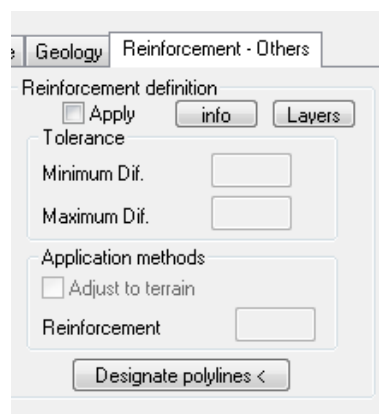 Geology Reinforcement - Others
Reinforcement definition
Apply info Layers
Tolerance
Minimum Dif.
Maximum Dif.
Application methods
Adjust to terrain
Reinforcement
Designate polylines <